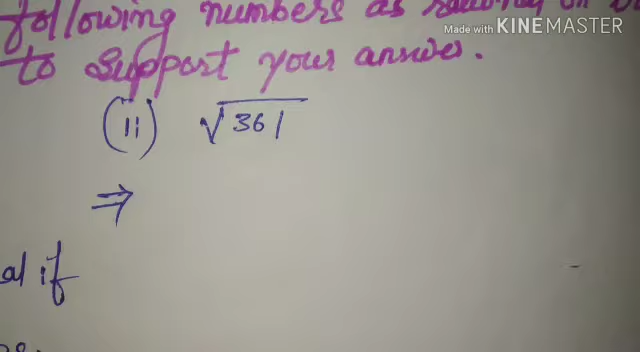 following numbers as
to support your answer.
Made with KINEMASTER
(ii) √361
⇒
al if